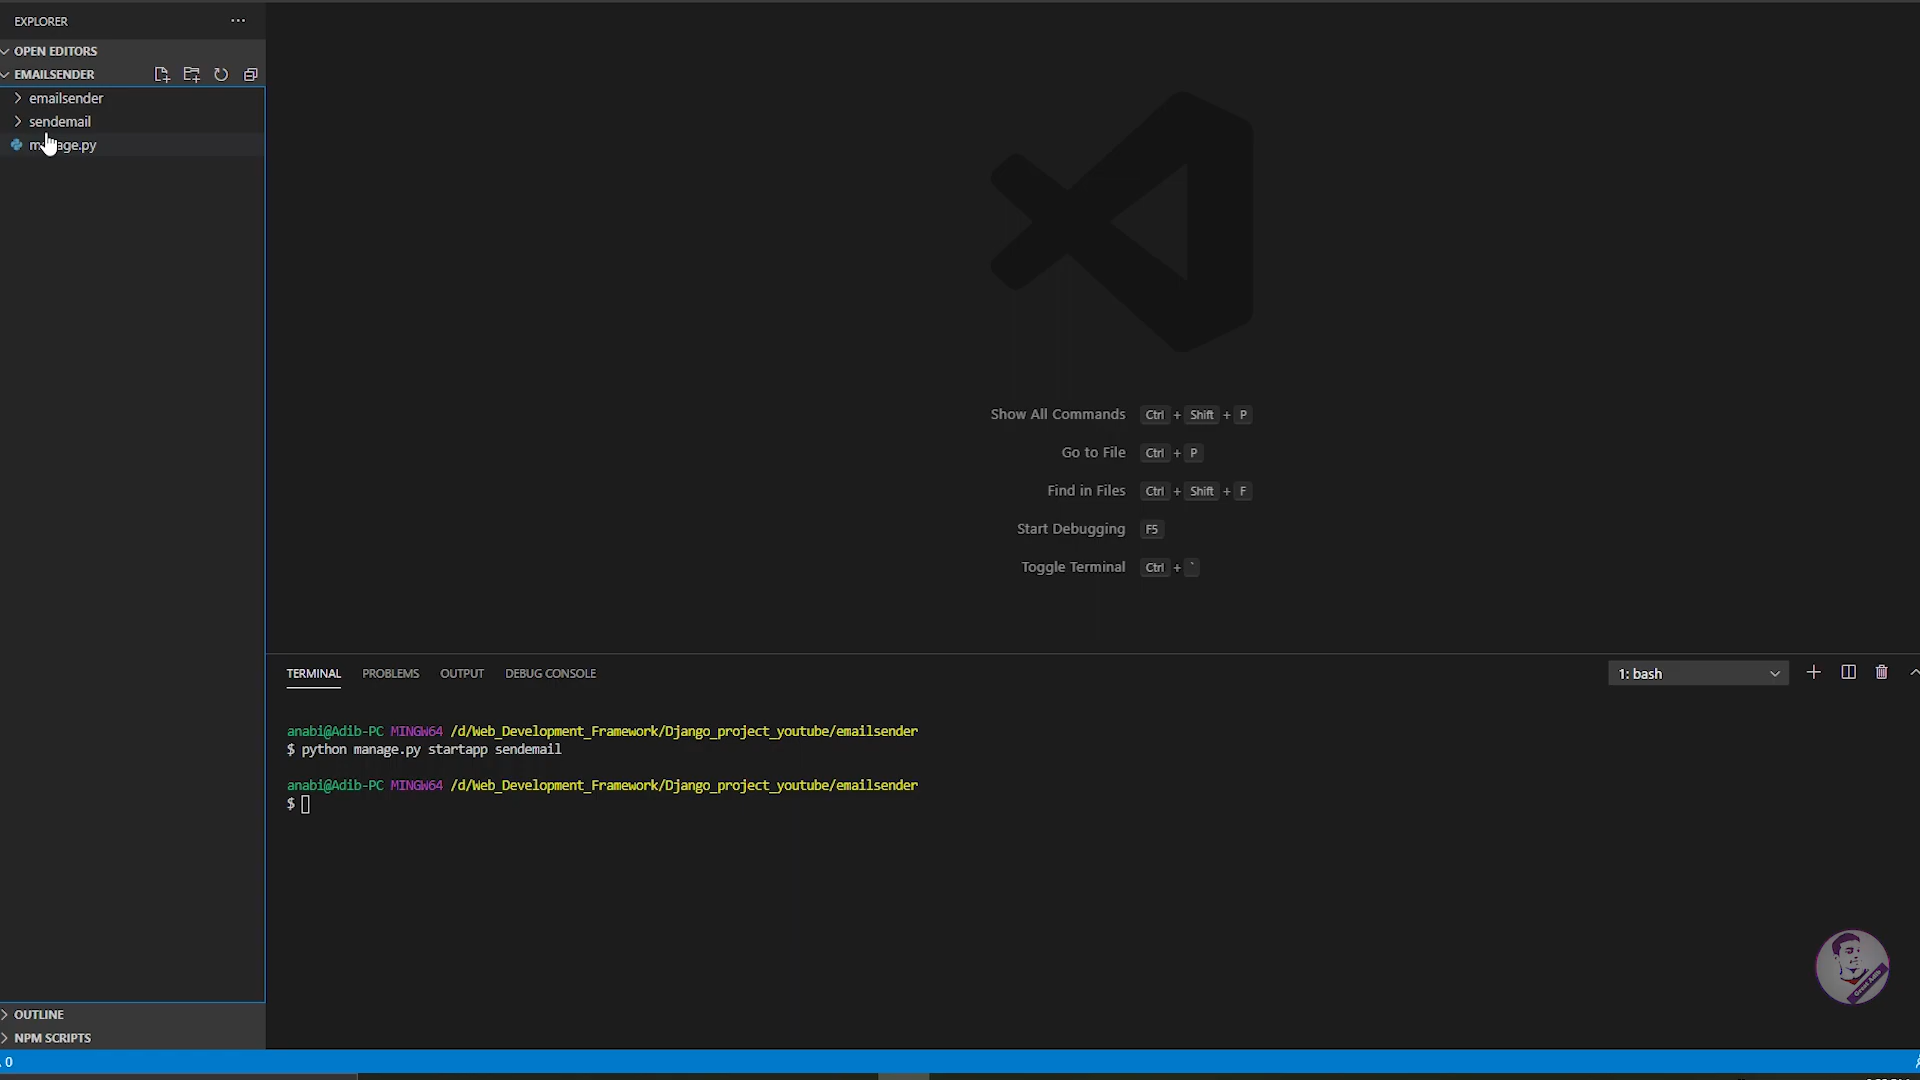 EXPLORER
OPEN EDITORS
EMAILSENDER
emailsender
sendemail
manage.py
Show All Commands Ctrl + Shift + P
Go to File Ctrl + P
Find in Files Ctrl + Shift + F
Start Debugging F5
Toggle Terminal Ctrl + `
TERMINAL PROBLEMS OUTPUT DEBUG CONSOLE 1: bash
anabi@Adib-PC MINGW64 /d/Web_Development_Framework/Django_project_youtube/emailsender
$ python manage.py startapp sendemail
anabi@Adib-PC MINGW64 /d/Web_Development_Framework/Django_project_youtube/emailsender
$
OUTLINE
NPM SCRIPTS
0